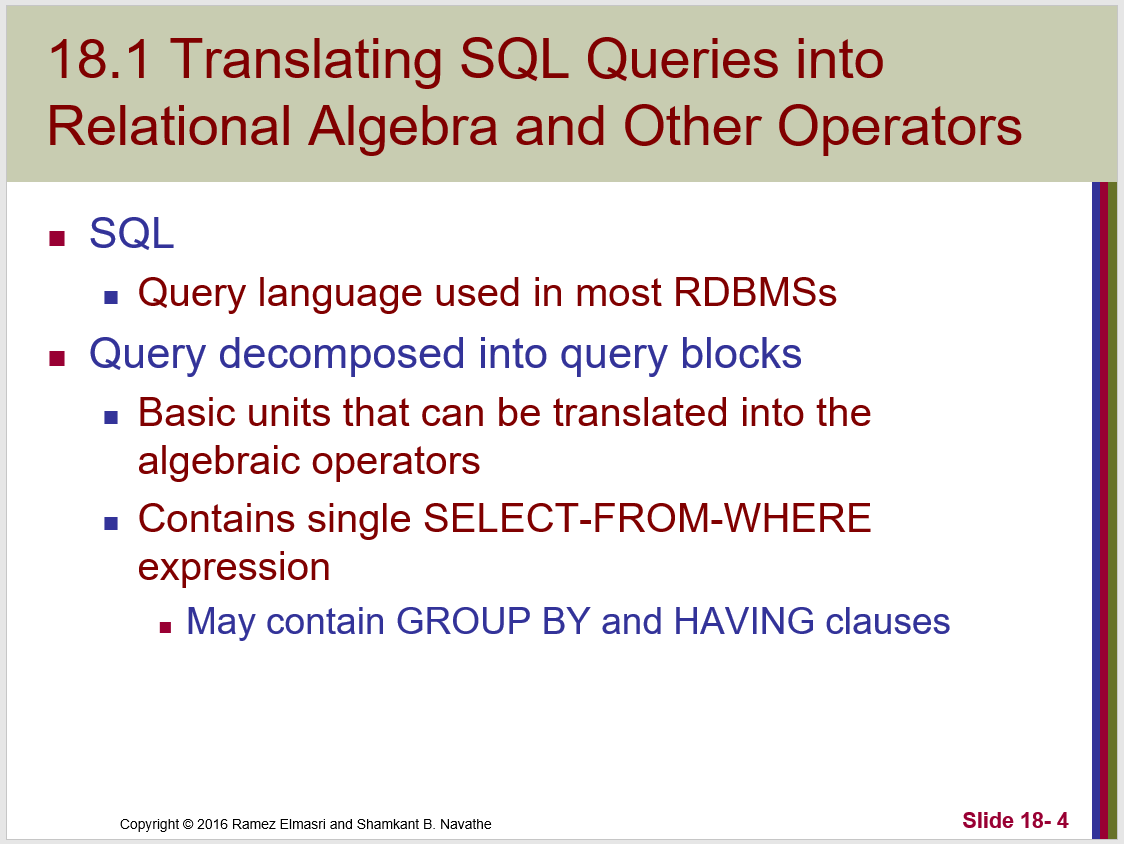 18.1 Translating SQL Queries into
Relational Algebra and Other Operators
SQL
Query language used in most RDBMSs
Query decomposed into query blocks
Basic units that can be translated into the
algebraic operators
Contains single SELECT-FROM-WHERE
expression
May contain GROUP BY and HAVING clauses
Copyright © 2016 Ramez Elmasri and Shamkant B. Navathe
Slide 18- 4